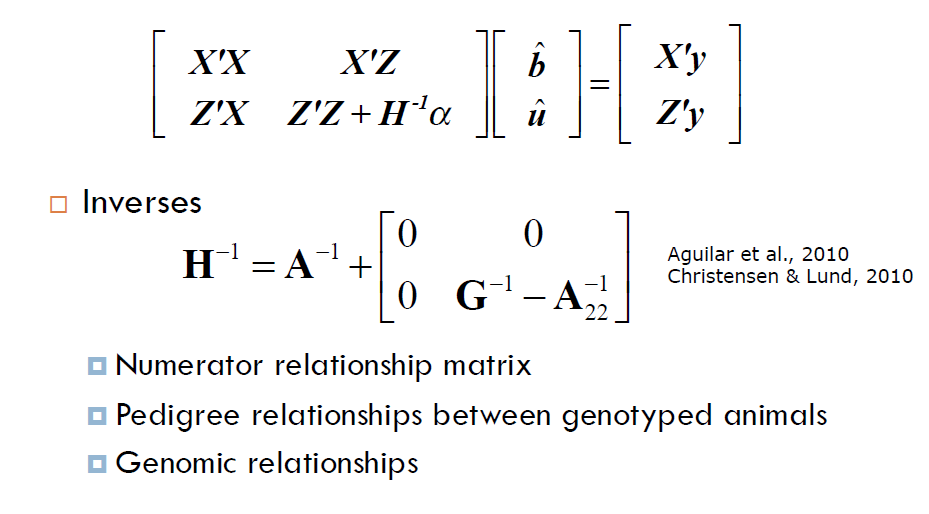 X'X X'Z b̂ = X'y
Z'X Z'Z + H⁻¹α û Z'y
Inverses
H⁻¹ = A⁻¹ + [ 0 0
0 G⁻¹ − A₂₂⁻¹ ]
Aguilar et al., 2010
Christensen & Lund, 2010
Numerator relationship matrix
Pedigree relationships between genotyped animals
Genomic relationships